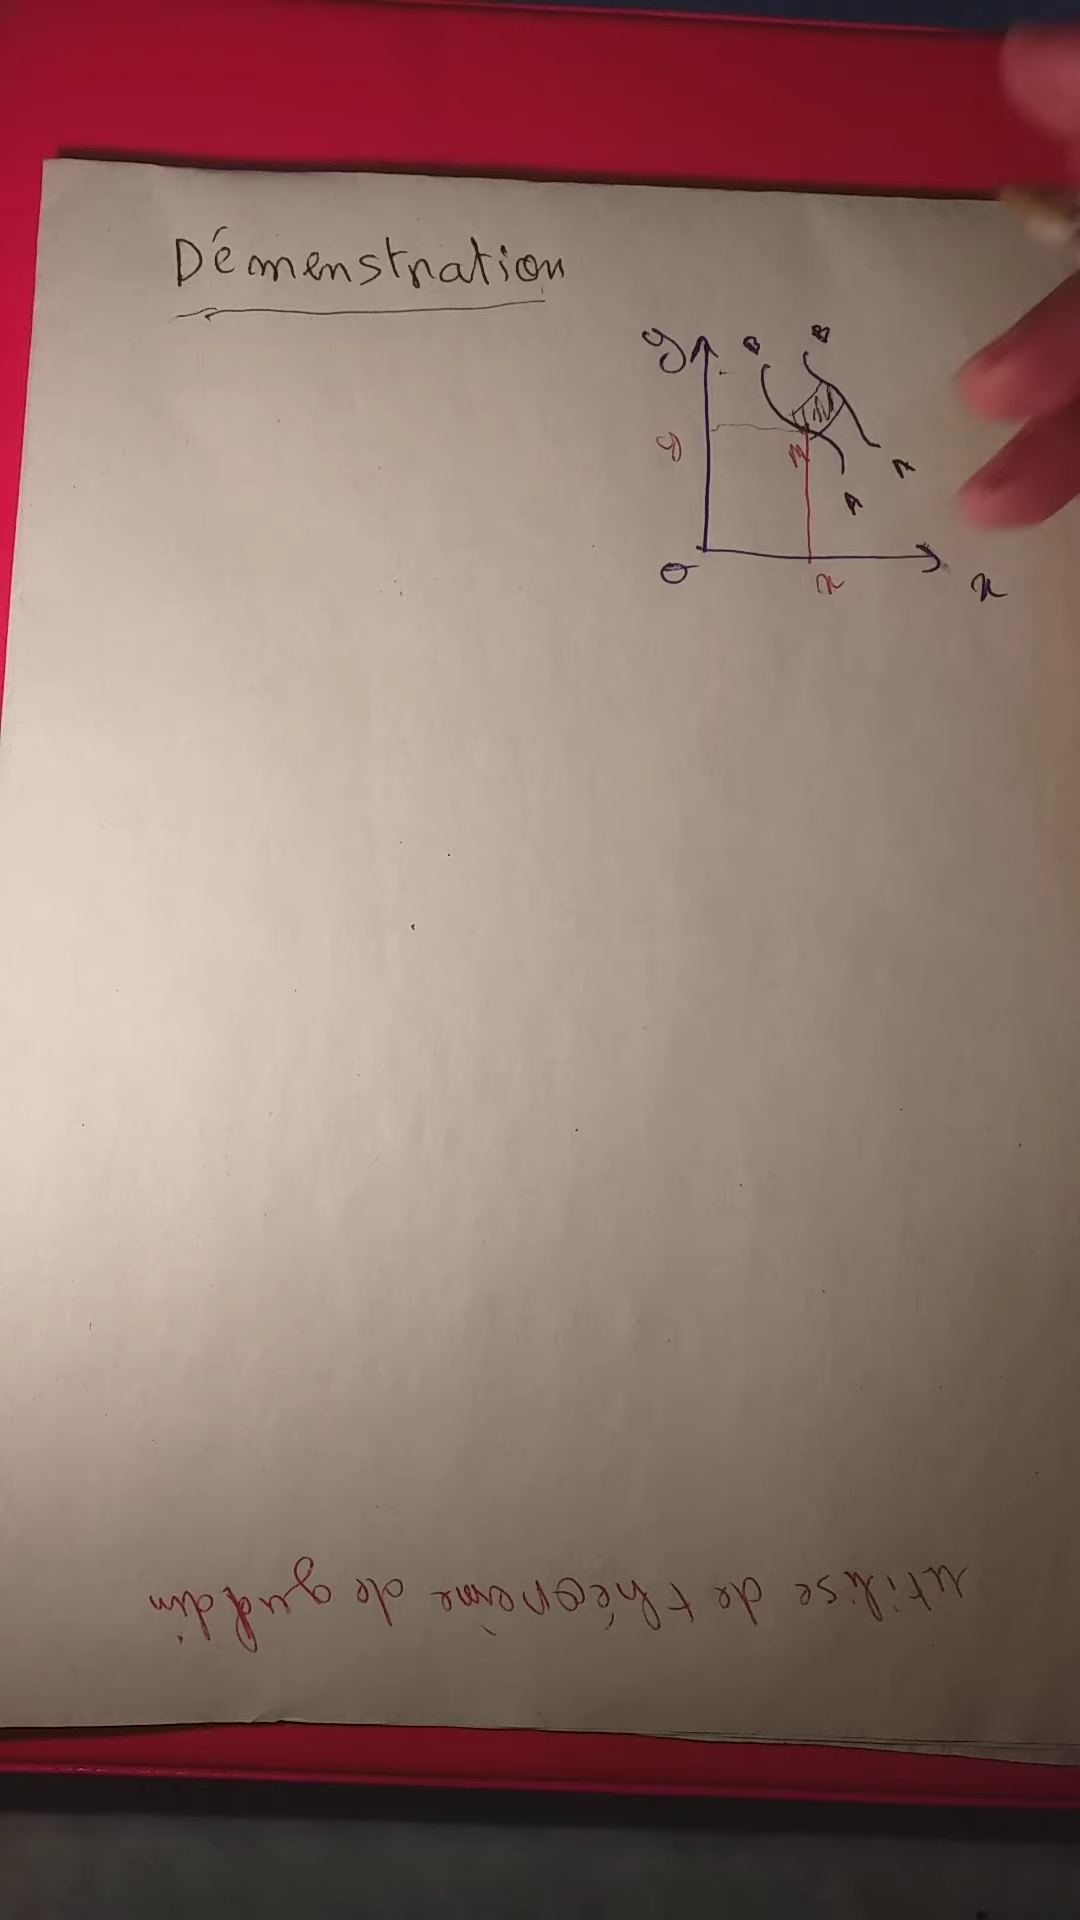 Démenstration
y B B
y M A
A
O x x
utilise de théorème de guldin